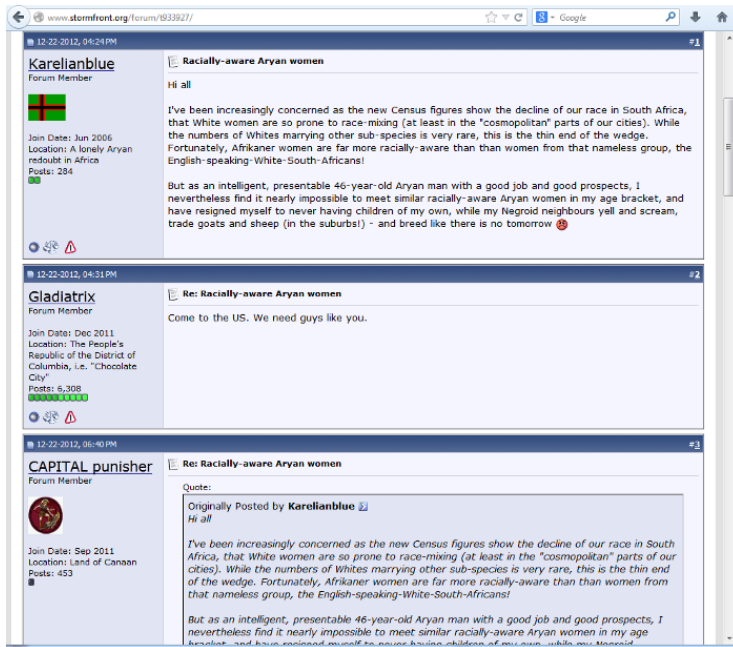 www.stormfront.org/forum/t933927/
Google
12-22-2012, 04:24 PM
#1
Karelianblue
Forum Member
Join Date: Jun 2006
Location: A lonely Aryan
redoubt in Africa
Posts: 284
Racially-aware Aryan women
Hi all
I've been increasingly concerned as the new Census figures show the decline of our race in South Africa,
that White women are so prone to race-mixing (at least in the "cosmopolitan" parts of our cities). While
the numbers of Whites marrying other sub-species is very rare, this is the thin end of the wedge.
Fortunately, Afrikaner women are far more racially-aware than than women from that nameless group, the
English-speaking-White-South-Africans!
But as an intelligent, presentable 46-year-old Aryan man with a good job and good prospects, I
nevertheless find it nearly impossible to meet similar racially-aware Aryan women in my age bracket, and
have resigned myself to never having children of my own, while my Negroid neighbours yell and scream,
trade goats and sheep (in the suburbs!) - and breed like there is no tomorrow
12-22-2012, 04:31 PM
#2
Gladiatrix
Forum Member
Join Date: Dec 2011
Location: The People's
Republic of the District of
Columbia, i.e. "Chocolate
City"
Posts: 6,308
Re: Racially-aware Aryan women
Come to the US. We need guys like you.
12-22-2012, 06:40 PM
#3
CAPITAL punisher
Forum Member
Join Date: Sep 2011
Location: Land of Canaan
Posts: 453
Re: Racially-aware Aryan women
Quote:
Originally Posted by Karelianblue
Hi all
I've been increasingly concerned as the new Census figures show the decline of our race in South
Africa, that White women are so prone to race-mixing (at least in the "cosmopolitan" parts of our
cities). While the numbers of Whites marrying other sub-species is very rare, this is the thin end
of the wedge. Fortunately, Afrikaner women are far more racially-aware than than women from
that nameless group, the English-speaking-White-South-Africans!
But as an intelligent, presentable 46-year-old Aryan man with a good job and good prospects, I
nevertheless find it nearly impossible to meet similar racially-aware Aryan women in my age
bracket, and have resigned myself to never having children of my own, while my Negroid